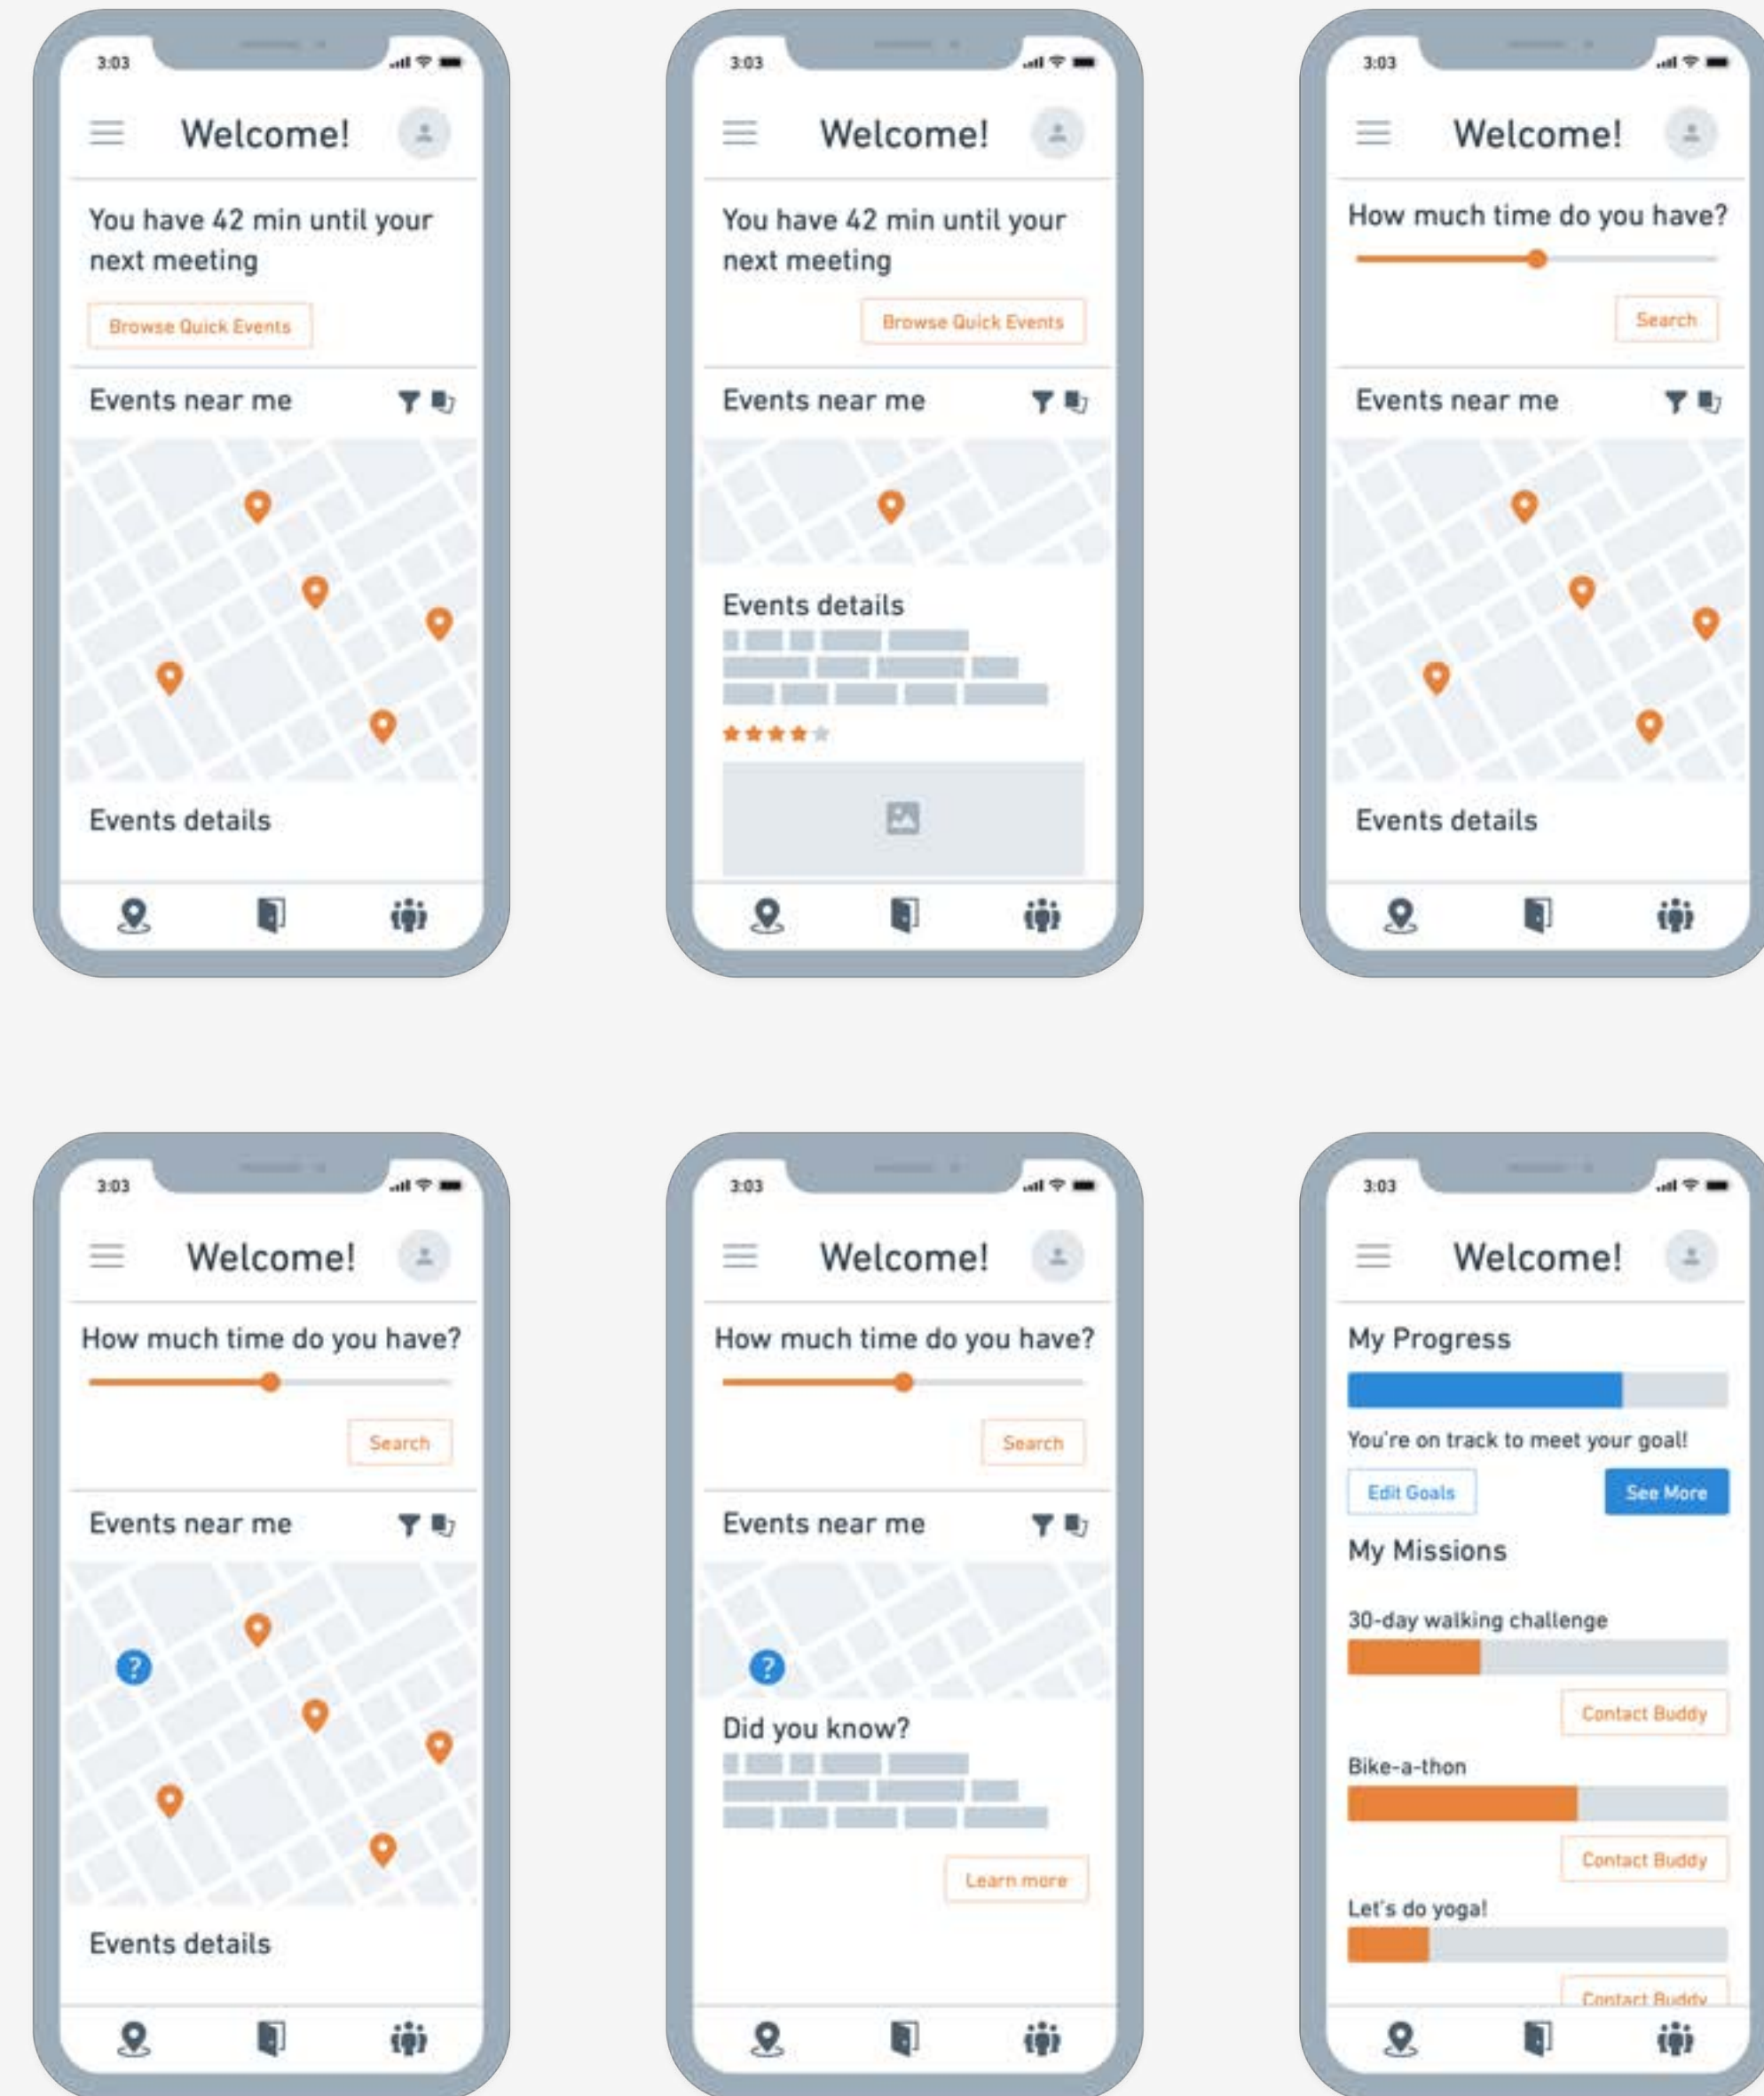 3:03
Welcome!
You have 42 min until your
next meeting
Browse Quick Events
Events near me
Events details
3:03
Welcome!
You have 42 min until your
next meeting
Browse Quick Events
Events near me
Events details
3:03
Welcome!
How much time do you have?
Search
Events near me
Events details
3:03
Welcome!
How much time do you have?
Search
Events near me
?
Events details
3:03
Welcome!
How much time do you have?
Search
Events near me
?
Did you know?
Learn more
3:03
Welcome!
My Progress
You're on track to meet your goal!
Edit Goals
See More
My Missions
30-day walking challenge
Contact Buddy
Bike-a-thon
Contact Buddy
Let's do yoga!
Contact Buddy